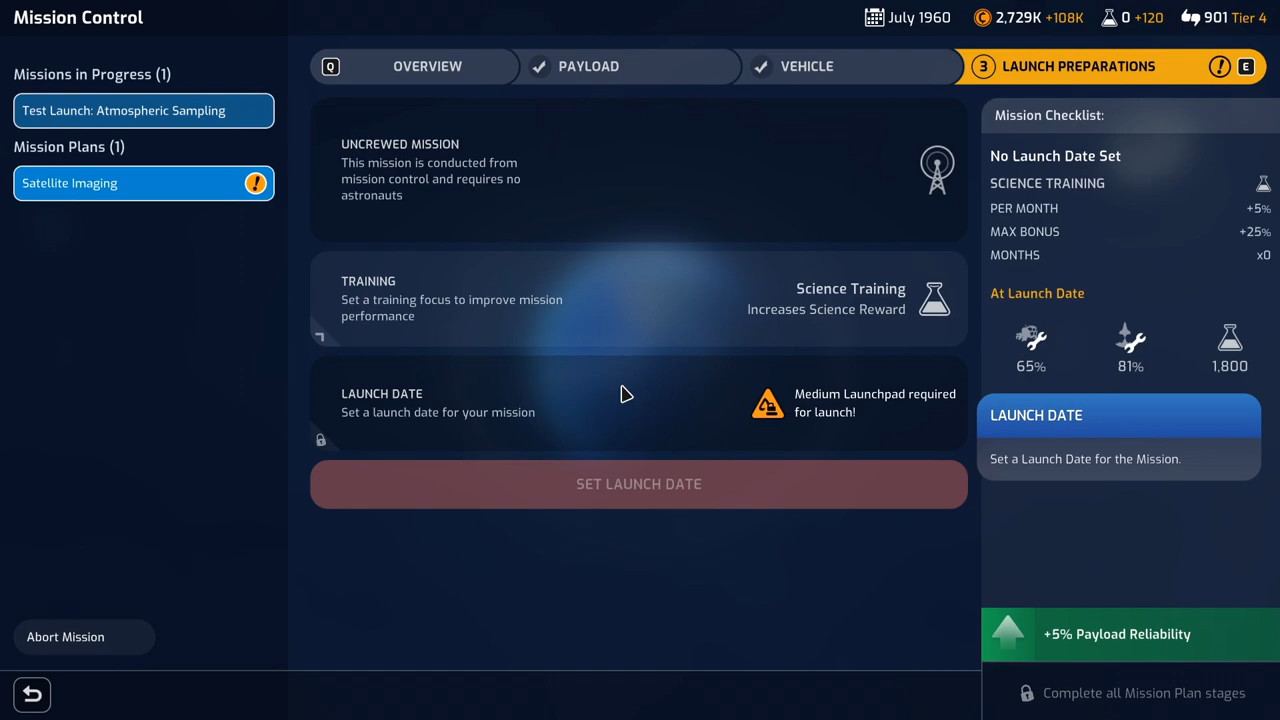 Mission Control
July 1960
2,729K +108K
0 +120
901 Tier 4
Missions in Progress (1)
Test Launch: Atmospheric Sampling
Mission Plans (1)
Satellite Imaging
Abort Mission
Q
OVERVIEW
PAYLOAD
VEHICLE
3
LAUNCH PREPARATIONS
E
UNCREWED MISSION
This mission is conducted from
mission control and requires no
astronauts
TRAINING
Set a training focus to improve mission
performance
Science Training
Increases Science Reward
LAUNCH DATE
Set a launch date for your mission
Medium Launchpad required
for launch!
SET LAUNCH DATE
Mission Checklist:
No Launch Date Set
SCIENCE TRAINING
PER MONTH +5%
MAX BONUS +25%
MONTHS x0
At Launch Date
65% 81% 1,800
LAUNCH DATE
Set a Launch Date for the Mission.
+5% Payload Reliability
Complete all Mission Plan stages